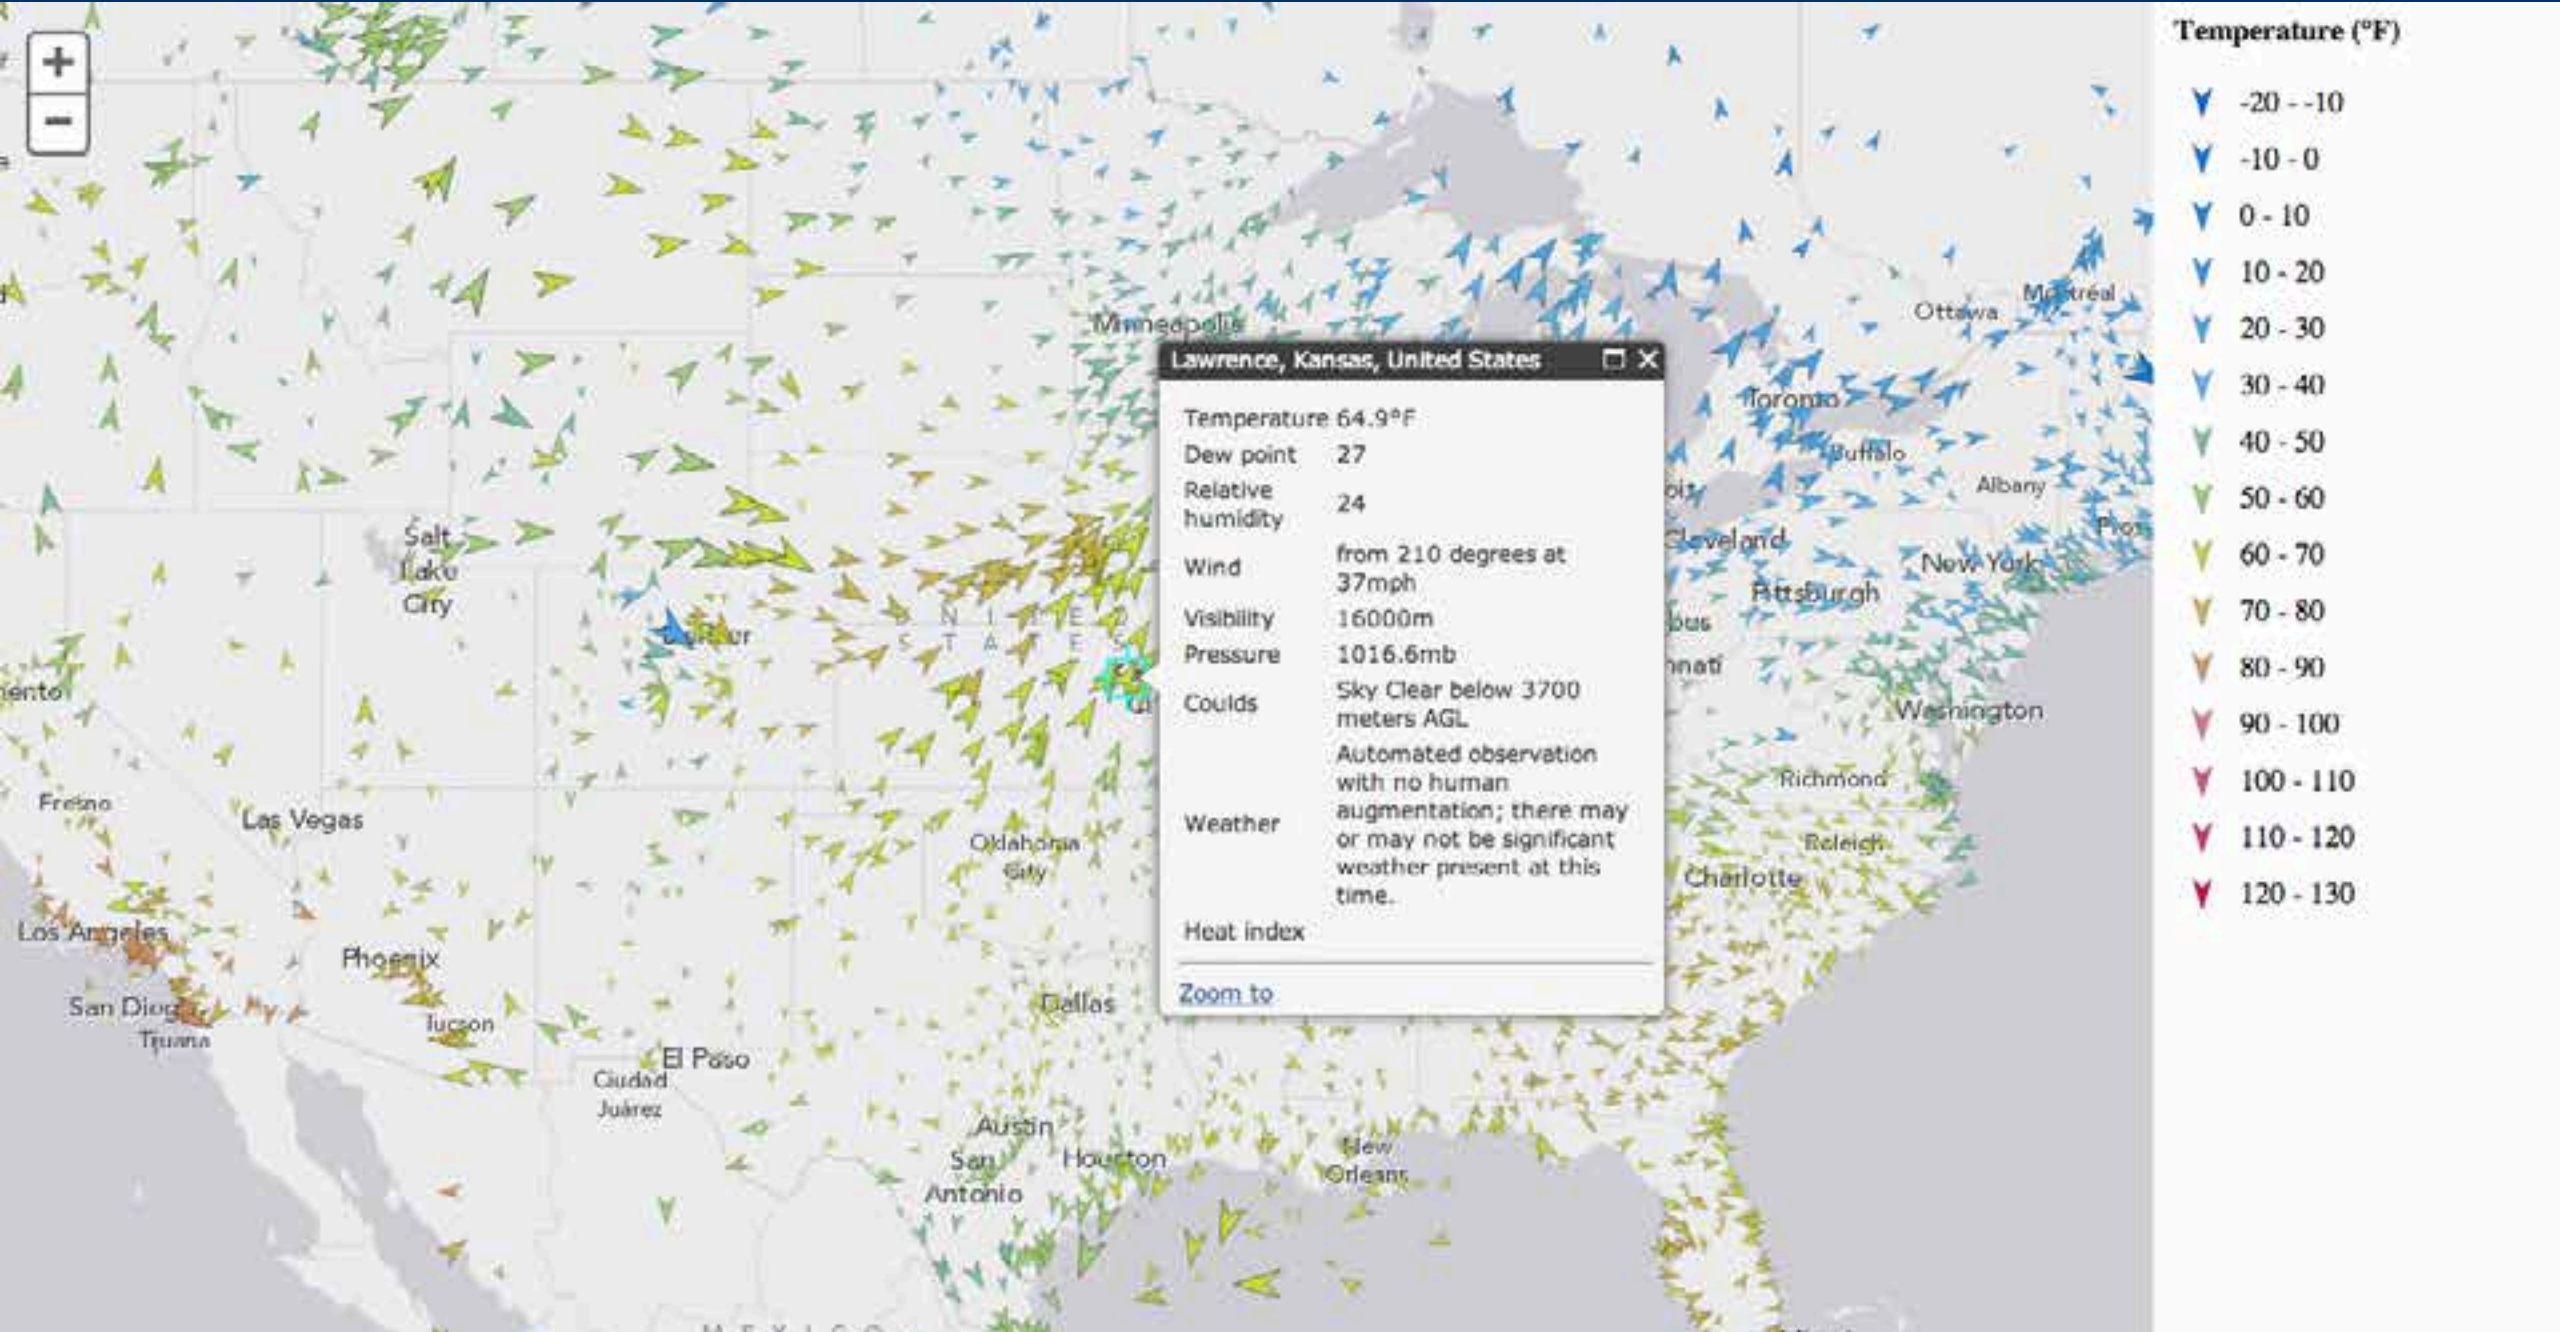 +
−
Temperature (°F)
-20 - -10
-10 - 0
0 - 10
10 - 20
20 - 30
30 - 40
40 - 50
50 - 60
60 - 70
70 - 80
80 - 90
90 - 100
100 - 110
110 - 120
120 - 130
Minneapolis
Ottawa
Montréal
Toronto
Buffalo
Albany
Cleveland
New York
Pittsburgh
Washington
Richmond
Raleigh
Charlotte
Salt
Lake
City
Denver
UNITED
STATES
Fresno
Las Vegas
Oklahoma
City
Los Angeles
Phoenix
San Diego
Tijuana
Tucson
El Paso
Ciudad
Juárez
Dallas
Austin
San
Antonio
Houston
New
Orleans
MEXICO
Lawrence, Kansas, United States
Temperature 64.9°F
Dew point 27
Relative
humidity 24
Wind from 210 degrees at
37mph
Visibility 16000m
Pressure 1016.6mb
Coulds Sky Clear below 3700
meters AGL
Weather Automated observation
with no human
augmentation; there may
or may not be significant
weather present at this
time.
Heat index
Zoom to